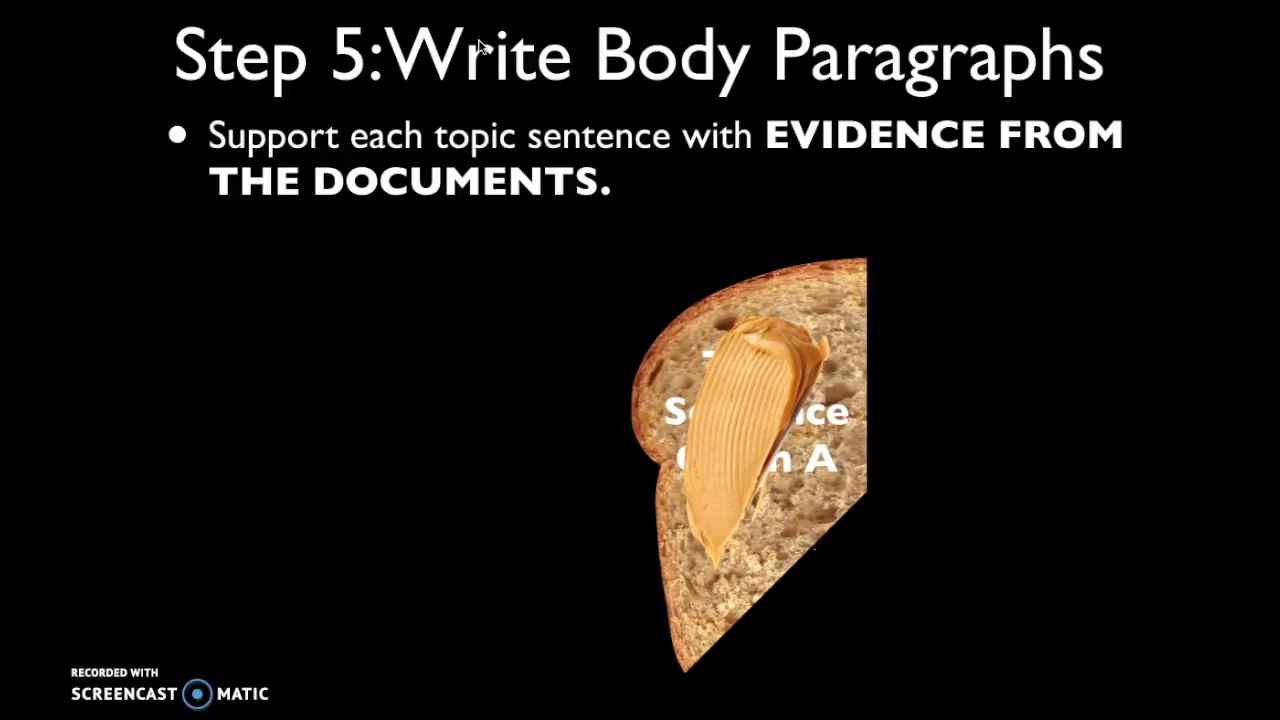 Step 5:Write Body Paragraphs
• Support each topic sentence with EVIDENCE FROM
THE DOCUMENTS.
A
RECORDED WITH
SCREENCAST MATIC